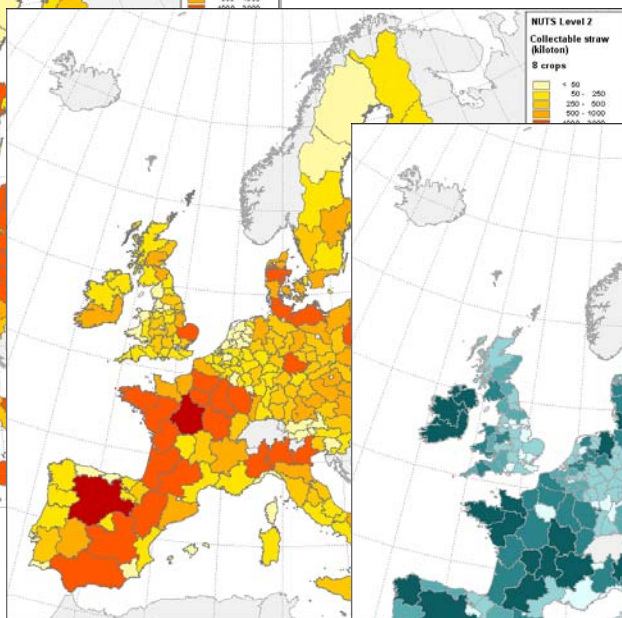 NUTS Level 2
Collectable straw
(kiloton)
8 crops
< 50
50 - 250
250 - 500
500 - 1000